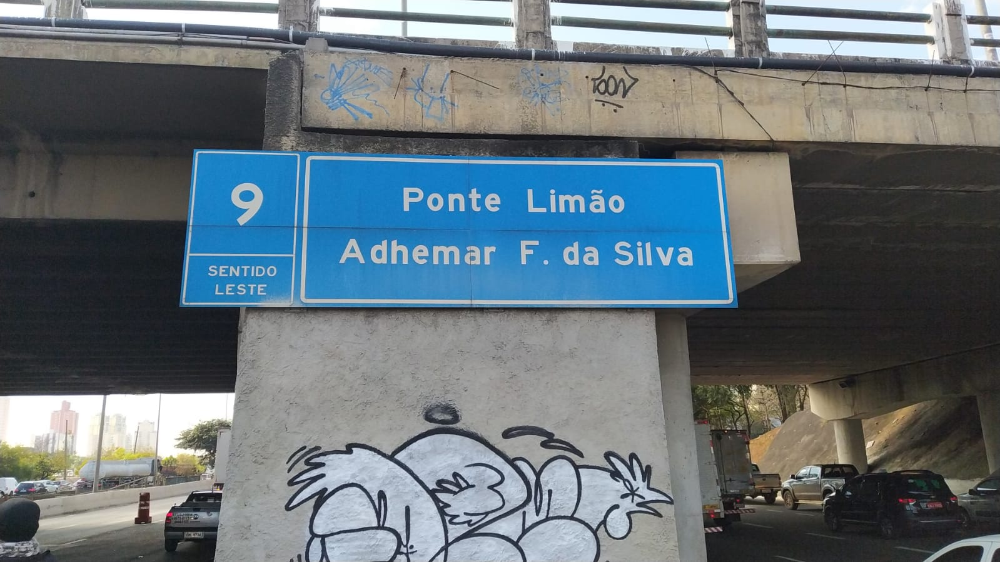 9
SENTIDO
LESTE
Ponte Limão
Adhemar F. da Silva